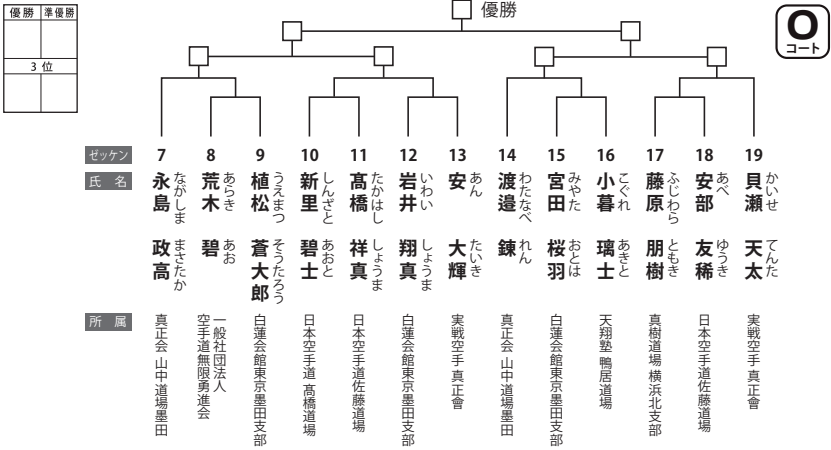 優勝 準優勝
3 位
優勝
O
コート
ゼッケン 7 8 9 10 11 12 13 14 15 16 17 18 19
氏 名
永島 政高
ながしま まさたか
荒木 碧
あらき あお
植松 蒼大郎
うえまつ そうたろう
新里 碧士
しんざと あおと
髙橋 祥真
たかはし しょうま
岩井 翔真
いわい しょうま
安 大輝
あん たいき
渡邉 錬
わたなべ れん
宮田 桜羽
みやた おとは
小暮 璃士
こぐれ あきと
藤原 朋樹
ふじわら ともき
安部 友稀
あべ ゆうき
貝瀬 天太
かいせ てんた
所 属
真正会 山中道場墨田
一般社団法人
空手道無限勇進会
白蓮会館東京墨田支部
日本空手道 髙橋道場
日本空手道佐藤道場
白蓮会館東京墨田支部
実戦空手 真正會
真正会 山中道場墨田
白蓮会館東京墨田支部
天翔塾 鴨居道場
真樹道場 横浜北支部
日本空手道佐藤道場
実戦空手 真正會